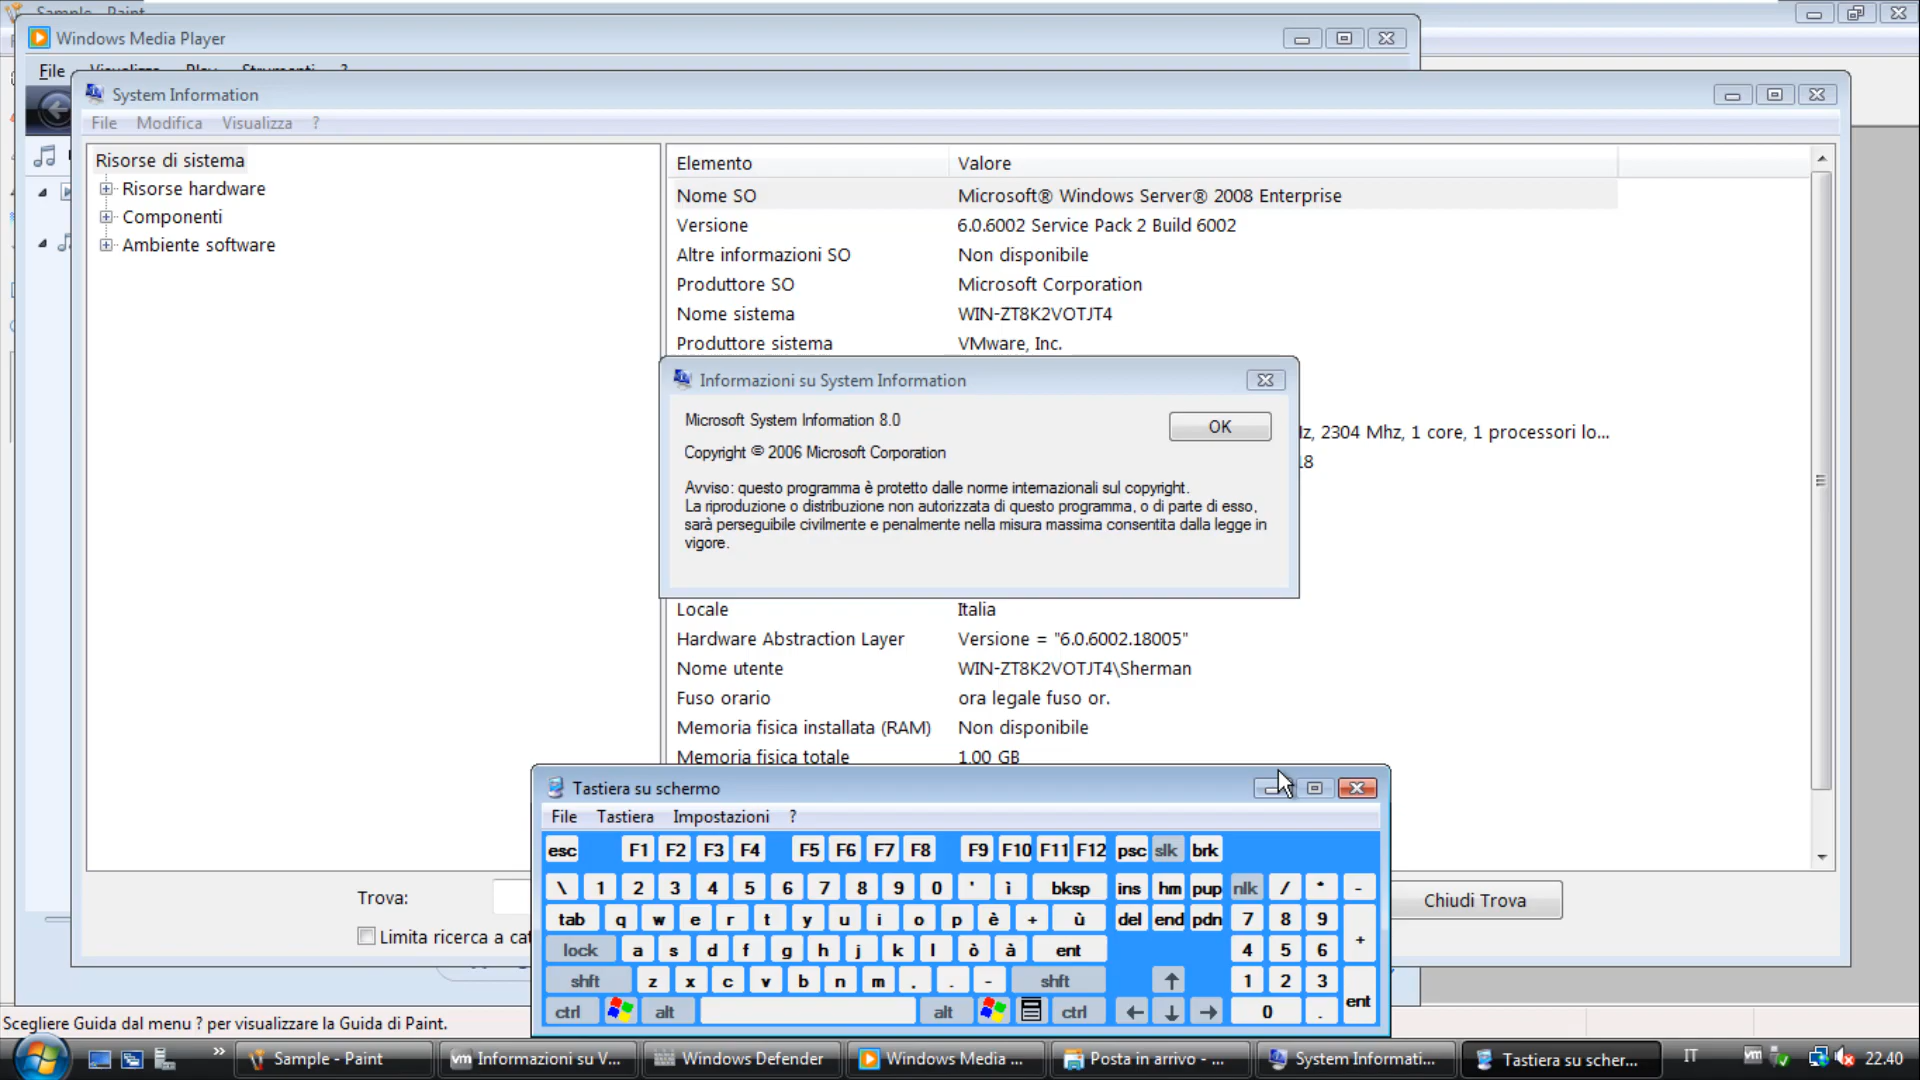 Sample - Paint
Windows Media Player
File Visualizza Play Strumenti ?
System Information
File Modifica Visualizza ?
Risorse di sistema
Risorse hardware
Componenti
Ambiente software
Elemento Valore
Nome SO Microsoft® Windows Server® 2008 Enterprise
Versione 6.0.6002 Service Pack 2 Build 6002
Altre informazioni SO Non disponibile
Produttore SO Microsoft Corporation
Nome sistema WIN-ZT8K2VOTJT4
Produttore sistema VMware, Inc.
Informazioni su System Information
Microsoft System Information 8.0
OK
Copyright © 2006 Microsoft Corporation
Avviso: questo programma è protetto dalle norme internazionali sul copyright.
La riproduzione o distribuzione non autorizzata di questo programma, o di parte di esso,
sarà perseguibile civilmente e penalmente nella misura massima consentita dalla legge in
vigore.
lz, 2304 Mhz, 1 core, 1 processori lo...
18
Locale Italia
Hardware Abstraction Layer Versione = "6.0.6002.18005"
Nome utente WIN-ZT8K2VOTJT4\Sherman
Fuso orario ora legale fuso or.
Memoria fisica installata (RAM) Non disponibile
Memoria fisica totale 1.00 GB
Trova:
Limita ricerca a cat
Chiudi Trova
Tastiera su schermo
File Tastiera Impostazioni ?
esc F1 F2 F3 F4 F5 F6 F7 F8 F9 F10 F11 F12 psc slk brk
\ 1 2 3 4 5 6 7 8 9 0 ' ì bksp ins hm pup nlk / * -
tab q w e r t y u i o p è + ù del end pdn 7 8 9
lock a s d f g h j k l ò à ent 4 5 6 +
shft z x c v b n m . . - shft 1 2 3
ctrl alt alt ctrl 0 . ent
Scegliere Guida dal menu ? per visualizzare la Guida di Paint.
Sample - Paint
Informazioni su V...
Windows Defender
Windows Media ...
Posta in arrivo - ...
System Informati...
Tastiera su scher...
IT
22.40